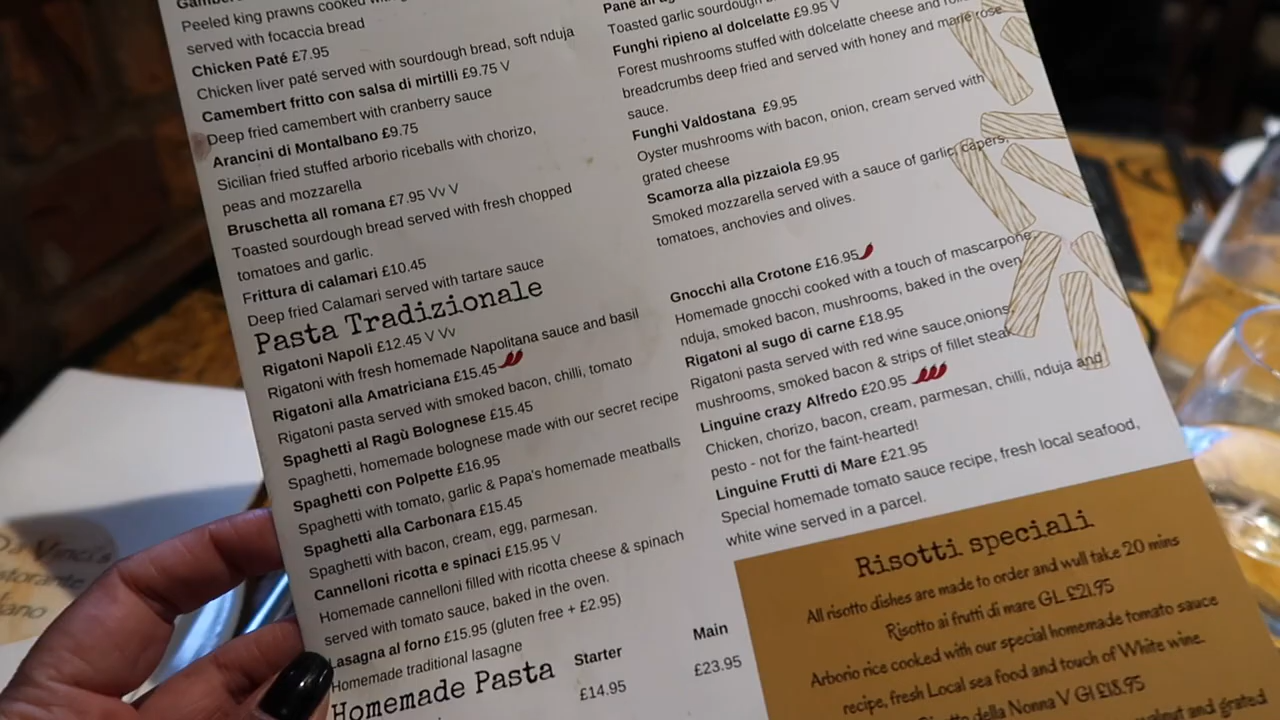 Peeled king prawns cooked
served with focaccia bread
Chicken Paté £7.95
Chicken liver paté served with sourdough bread, soft nduja
Camembert fritto con salsa di mirtilli £9.75 V
Deep fried camembert with cranberry sauce
Arancini di Montalbano £9.75
Sicilian fried stuffed arborio riceballs with chorizo,
peas and mozzarella
Bruschetta all romana £7.95 Vv V
Toasted sourdough bread served with fresh chopped
tomatoes and garlic.
Frittura di calamari £10.45
Deep fried Calamari served with tartare sauce
Pasta Tradizionale
Rigatoni Napoli £12.45 V Vv
Rigatoni with fresh homemade Napolitana sauce and basil
Rigatoni alla Amatriciana £15.45
Rigatoni pasta served with smoked bacon, chilli, tomato
Spaghetti al Ragù Bolognese £15.45
Spaghetti, homemade bolognese made with our secret recipe
Spaghetti con Polpette £16.95
Spaghetti with tomato, garlic & Papa's homemade meatballs
Spaghetti alla Carbonara £15.45
Spaghetti with bacon, cream, egg, parmesan.
Cannelloni ricotta e spinaci £15.95 V
Homemade cannelloni filled with ricotta cheese & spinach
served with tomato sauce, baked in the oven.
Lasagna al forno £15.95 (gluten free + £2.95)
Homemade traditional lasagne
Homemade Pasta
Starter Main
£14.95 £23.95
Pane all'
Toasted garlic sourdough
Funghi ripieno al dolcelatte £9.95 V
Forest mushrooms stuffed with dolcelatte cheese and
breadcrumbs deep fried and served with honey and marie rose
sauce.
Funghi Valdostana £9.95
Oyster mushrooms with bacon, onion, cream served with
grated cheese
Scamorza alla pizzaiola £9.95
Smoked mozzarella served with a sauce of garlic, capers,
tomatoes, anchovies and olives.
Gnocchi alla Crotone £16.95
Homemade gnocchi cooked with a touch of mascarpone,
nduja, smoked bacon, mushrooms, baked in the oven
Rigatoni al sugo di carne £18.95
Rigatoni pasta served with red wine sauce,onions,
mushrooms, smoked bacon & strips of fillet steak
Linguine crazy Alfredo £20.95
Chicken, chorizo, bacon, cream, parmesan, chilli, nduja and
pesto - not for the faint-hearted!
Linguine Frutti di Mare £21.95
Special homemade tomato sauce recipe, fresh local seafood,
white wine served in a parcel.
Risotti speciali
All risotto dishes are made to order and wull take 20 mins
Risotto ai frutti di mare GL £21.95
Arborio rice cooked with our special homemade tomato sauce
recipe, fresh Local sea food and touch of White wine.
della Nonna V Gl £18.95
and grated
Da Vinci's